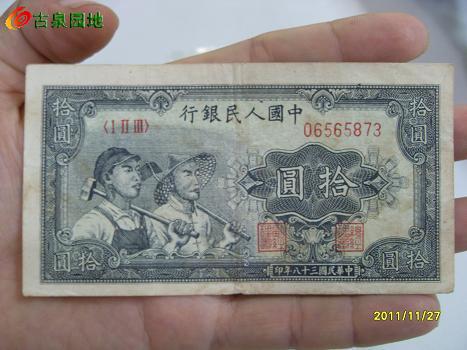 古泉园地
行銀民人國中
〈I II III〉
06565873
拾圓
拾圓
圓拾
拾圓
圓拾
印年八十三國民華中
2011/11/27